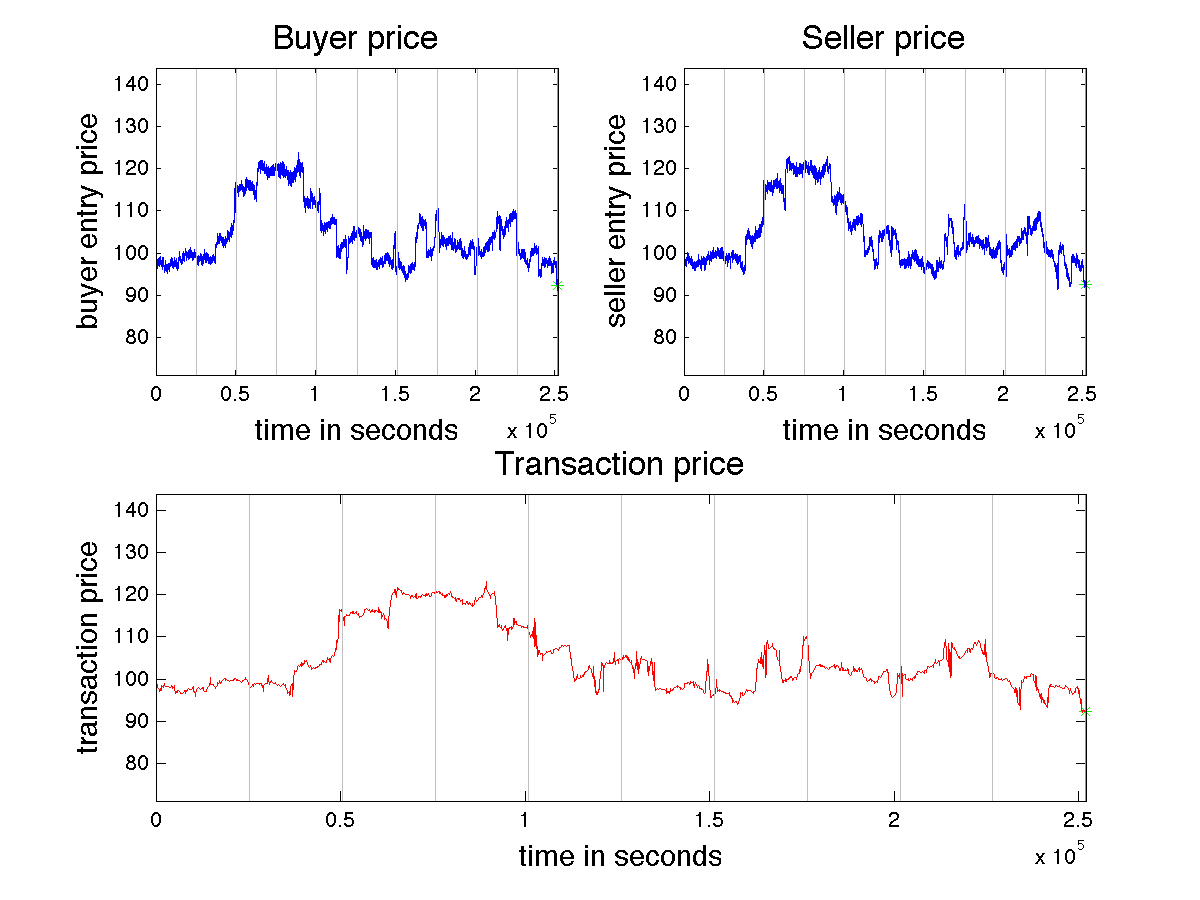 Buyer price
Seller price
buyer entry price
140
130
120
110
100
90
80
0 0.5 1 1.5 2 2.5
x 10^5
time in seconds
seller entry price
140
130
120
110
100
90
80
0 0.5 1 1.5 2 2.5
x 10^5
time in seconds
Transaction price
transaction price
140
130
120
110
100
90
80
0 0.5 1 1.5 2 2.5
x 10^5
time in seconds